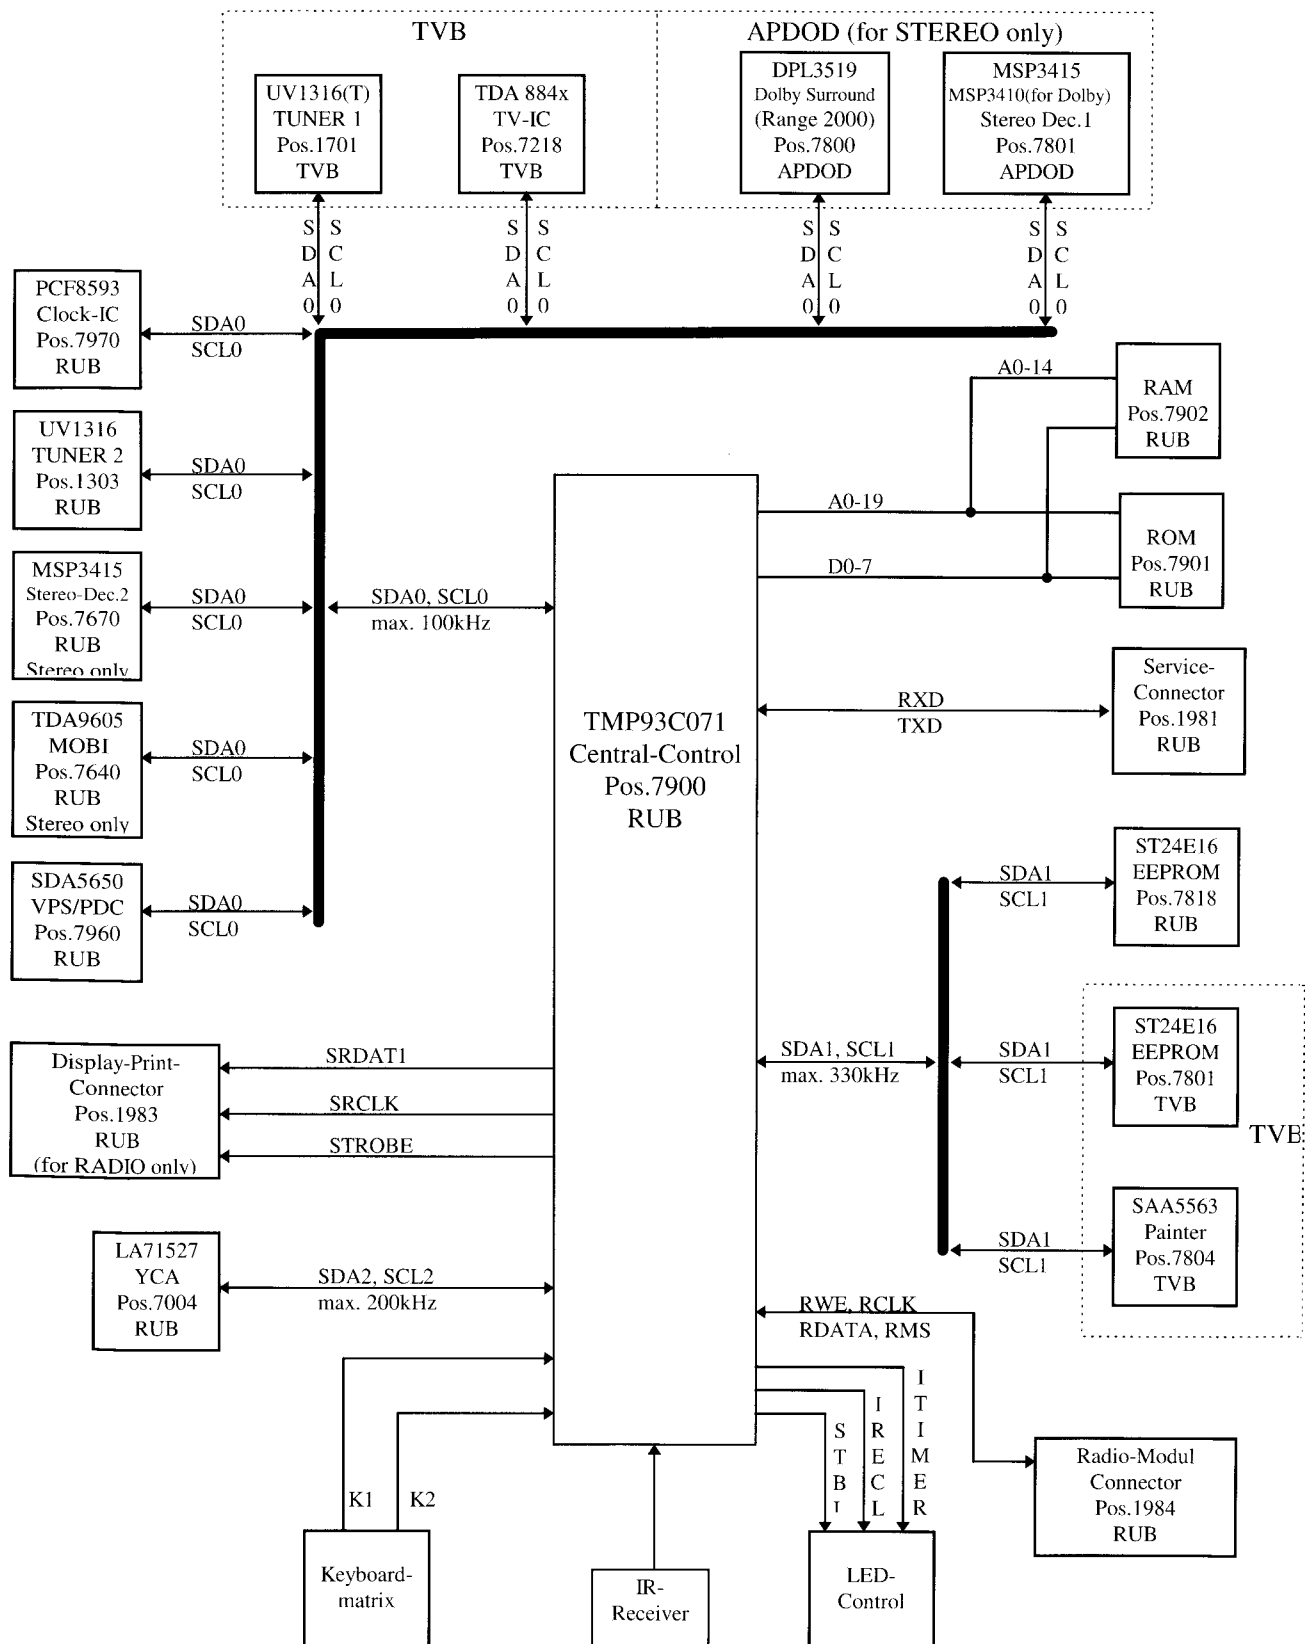 TVB
APDOD (for STEREO only)
UV1316(T)
TUNER 1
Pos.1701
TVB
TDA 884x
TV-IC
Pos.7218
TVB
DPL3519
Dolby Surround
(Range 2000)
Pos.7800
APDOD
MSP3415
MSP3410(for Dolby)
Stereo Dec.1
Pos.7801
APDOD
SDA0
SCL0
SDA0
SCL0
SDA0
SCL0
SDA0
SCL0
PCF8593
Clock-IC
Pos.7970
RUB
SDA0
SCL0
UV1316
TUNER 2
Pos.1303
RUB
SDA0
SCL0
MSP3415
Stereo-Dec.2
Pos.7670
RUB
Stereo only
SDA0
SCL0
TDA9605
MOBI
Pos.7640
RUB
Stereo only
SDA0
SCL0
SDA5650
VPS/PDC
Pos.7960
RUB
SDA0
SCL0
SDA0, SCL0
max. 100kHz
TMP93C071
Central-Control
Pos.7900
RUB
A0-14
RAM
Pos.7902
RUB
A0-19
D0-7
ROM
Pos.7901
RUB
RXD
TXD
Service-
Connector
Pos.1981
RUB
SDA1
SCL1
ST24E16
EEPROM
Pos.7818
RUB
SDA1, SCL1
max. 330kHz
SDA1
SCL1
ST24E16
EEPROM
Pos.7801
TVB
TVB
SDA1
SCL1
SAA5563
Painter
Pos.7804
TVB
Display-Print-
Connector
Pos.1983
RUB
(for RADIO only)
SRDAT1
SRCLK
STROBE
LA71527
YCA
Pos.7004
RUB
SDA2, SCL2
max. 200kHz
RWE, RCLK
RDATA, RMS
Radio-Modul
Connector
Pos.1984
RUB
K1
K2
Keyboard-
matrix
IR-
Receiver
STBI
IRECL
ITIMER
LED-
Control